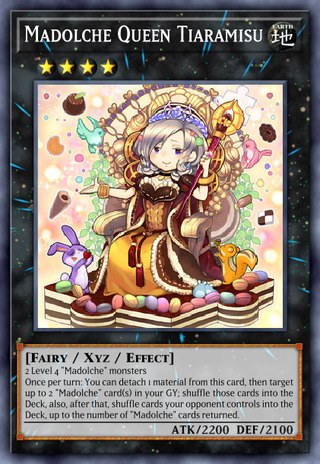 Madolche Queen Tiaramisu
EARTH
地
[Fairy / Xyz / Effect]
2 Level 4 "Madolche" monsters
Once per turn: You can detach 1 material from this card, then target
up to 2 "Madolche" card(s) in your GY; shuffle those cards into the
Deck, also, after that, shuffle cards your opponent controls into the
Deck, up to the number of "Madolche" cards returned.
ATK/2200 DEF/2100